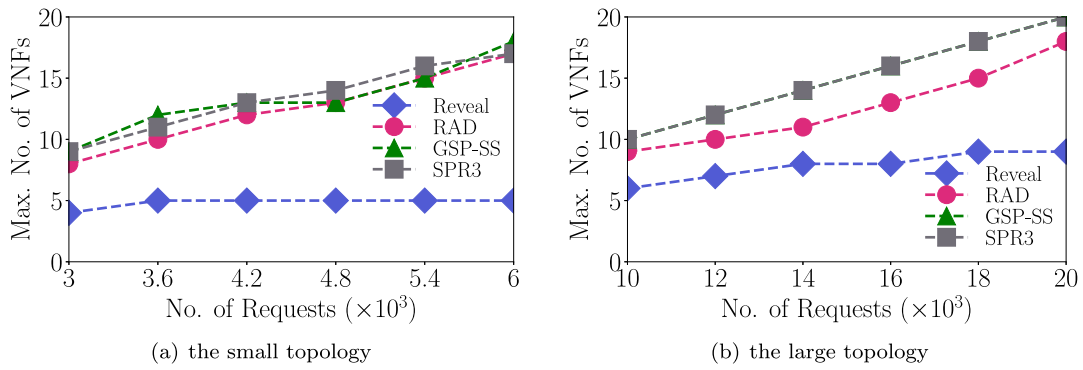 20
15
10
5
0
Max. No. of VNFs
Reveal
RAD
GSP-SS
SPR3
3 3.6 4.2 4.8 5.4 6
No. of Requests (×10³)
(a) the small topology
20
15
10
5
0
Max. No. of VNFs
Reveal
RAD
GSP-SS
SPR3
10 12 14 16 18 20
No. of Requests (×10³)
(b) the large topology